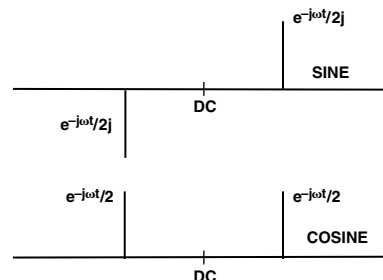 e^–jωt/2j
SINE
DC
e^–jωt/2j
e^–jωt/2
e^–jωt/2
COSINE
DC